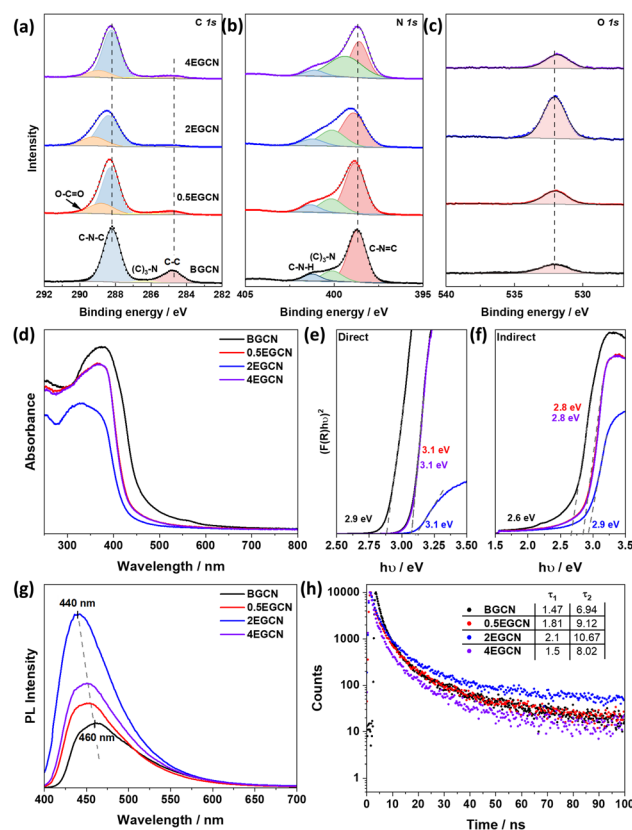 (a) C 1s
4EGCN
2EGCN
0.5EGCN
O-C=O
C-N-C
(C)3-N
C-C
BGCN
292 290 288 286 284 282
Binding energy / eV
Intensity
(b) N 1s
C-N-H
(C)3-N
C-N=C
405 400 395
Binding energy / eV
(c) O 1s
540 535 530
Binding energy / eV
(d)
BGCN
0.5EGCN
2EGCN
4EGCN
Absorbance
300 400 500 600 700 800
Wavelength / nm
(e) Direct
(F(R)hυ)²
3.1 eV
3.1 eV
2.9 eV
3.1 eV
2.50 2.75 3.00 3.25 3.50
hυ / eV
(f) Indirect
2.8 eV
2.8 eV
2.6 eV
2.9 eV
1.5 2.0 2.5 3.0 3.5
hυ / eV
(g)
440 nm
460 nm
BGCN
0.5EGCN
2EGCN
4EGCN
PL Intensity
400 450 500 550 600 650 700
Wavelength / nm
(h)
τ1 τ2
BGCN 1.47 6.94
0.5EGCN 1.81 9.12
2EGCN 2.1 10.67
4EGCN 1.5 8.02
Counts
10000
1000
100
10
1
0 10 20 30 40 50 60 70 80 90 100
Time / ns